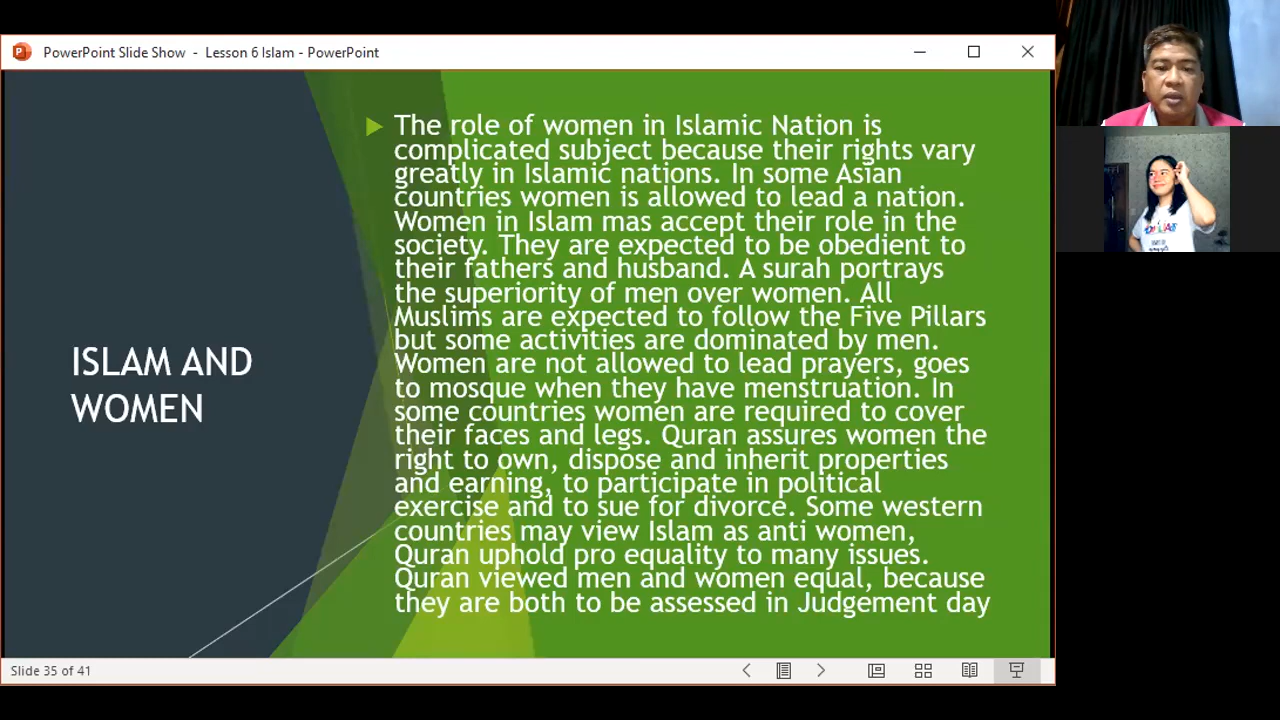 PowerPoint Slide Show - Lesson 6 Islam - PowerPoint
ISLAM AND
WOMEN
The role of women in Islamic Nation is
complicated subject because their rights vary
greatly in Islamic nations. In some Asian
countries women is allowed to lead a nation.
Women in Islam mas accept their role in the
society. They are expected to be obedient to
their fathers and husband. A surah portrays
the superiority of men over women. All
Muslims are expected to follow the Five Pillars
but some activities are dominated by men.
Women are not allowed to lead prayers, goes
to mosque when they have menstruation. In
some countries women are required to cover
their faces and legs. Quran assures women the
right to own, dispose and inherit properties
and earning, to participate in political
exercise and to sue for divorce. Some western
countries may view Islam as anti women,
Quran uphold pro equality to many issues.
Quran viewed men and women equal, because
they are both to be assessed in Judgement day
Slide 35 of 41